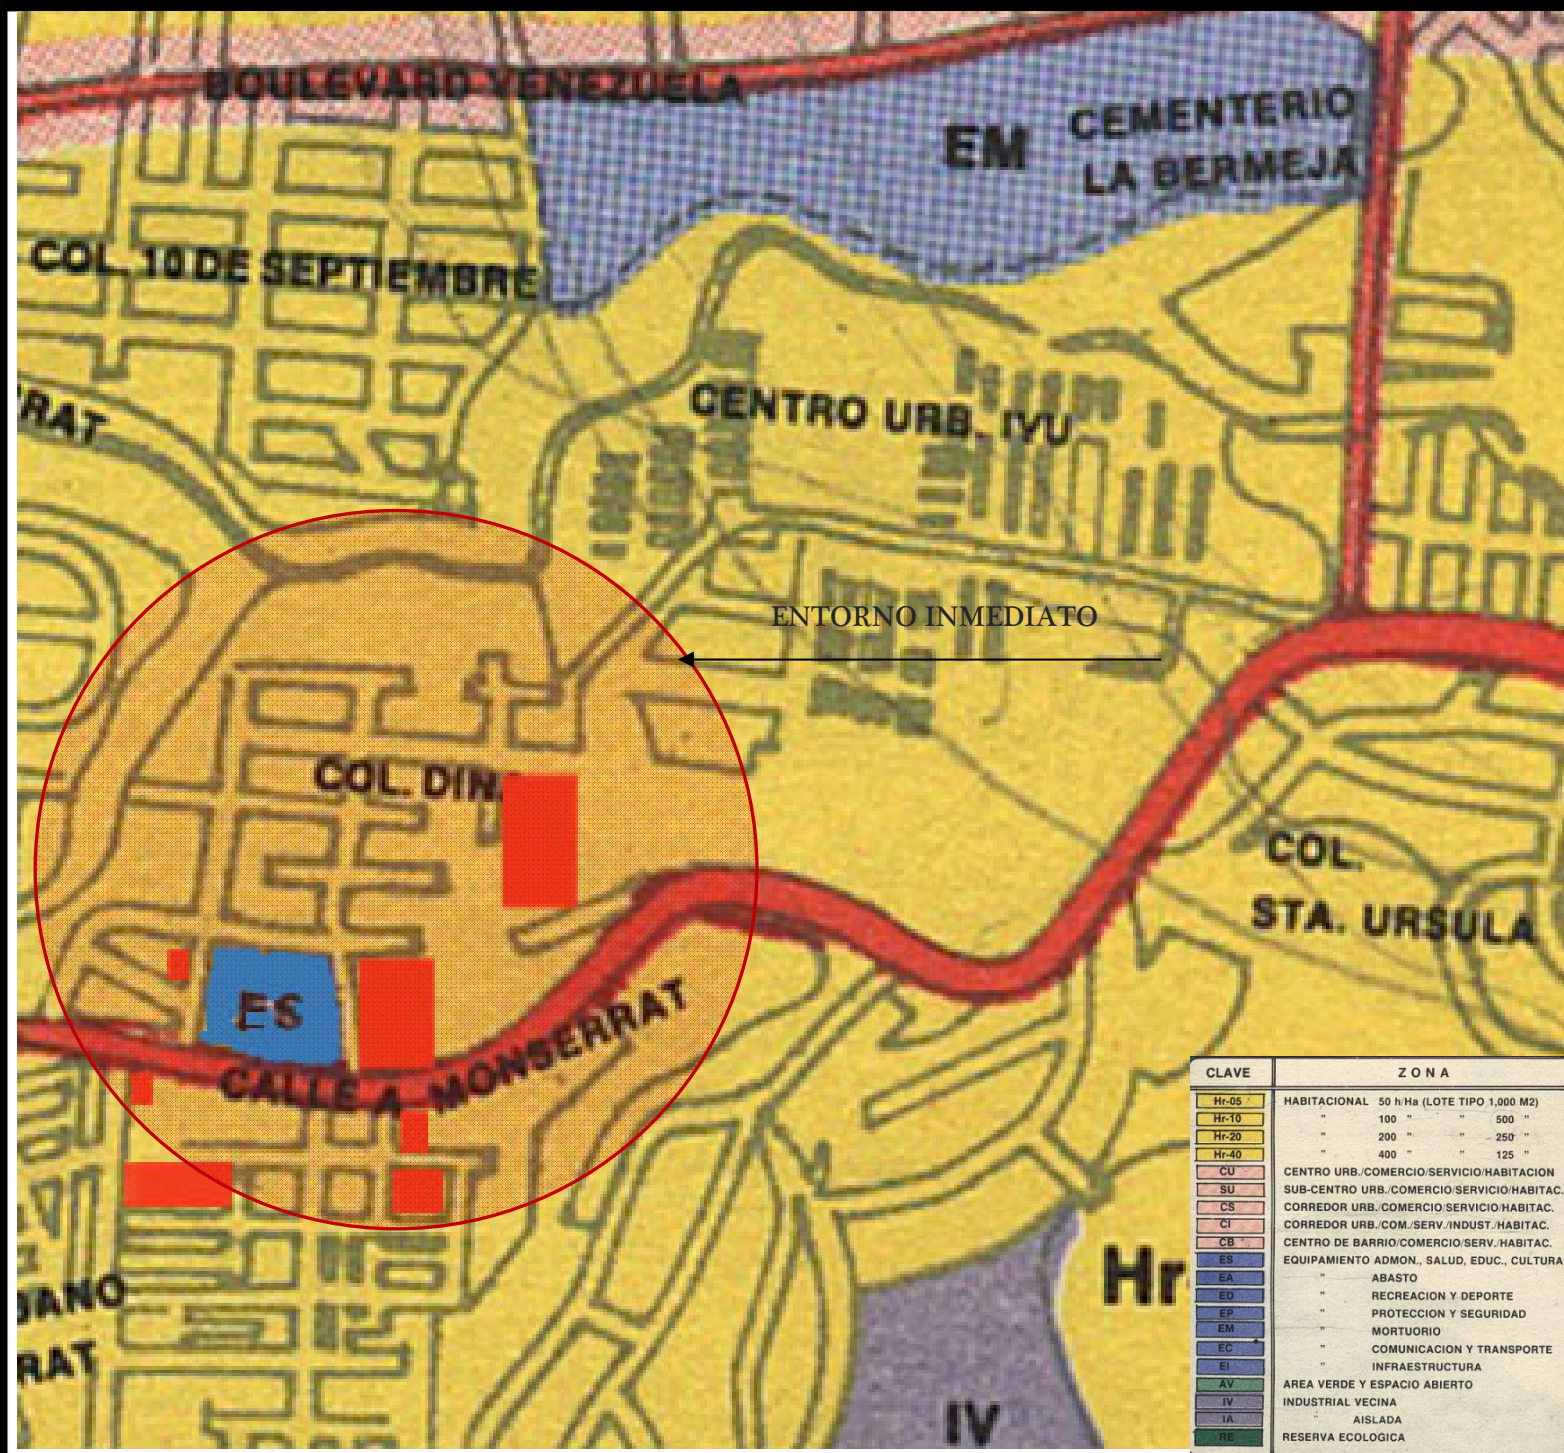 BOULEVARD VENEZUELA
EM
CEMENTERIO
LA BERMEJA
COL. 10 DE SEPTIEMBRE
RRAT
CENTRO URB. IVU
ENTORNO INMEDIATO
COL. DIN
COL.
STA. URSULA
ES
CALLE A. MONSERRAT
Hr
JANO
RAT
IV
CLAVE ZONA
Hr-05 HABITACIONAL 50 h/Ha (LOTE TIPO 1,000 M2)
Hr-10 " 100 " " 500 "
Hr-20 " 200 " " 250 "
Hr-40 " 400 " " 125 "
CU CENTRO URB./COMERCIO/SERVICIO/HABITACION
SU SUB-CENTRO URB./COMERCIO/SERVICIO/HABITAC.
CS CORREDOR URB./COMERCIO/SERVICIO/HABITAC.
CI CORREDOR URB./COM./SERV./INDUST./HABITAC.
CB CENTRO DE BARRIO/COMERCIO/SERV./HABITAC.
ES EQUIPAMIENTO ADMON., SALUD, EDUC., CULTURA
EA " ABASTO
ED " RECREACION Y DEPORTE
EP " PROTECCION Y SEGURIDAD
EM " MORTUORIO
EC " COMUNICACION Y TRANSPORTE
EI " INFRAESTRUCTURA
AV AREA VERDE Y ESPACIO ABIERTO
IV INDUSTRIAL VECINA
IA " AISLADA
RE RESERVA ECOLOGICA